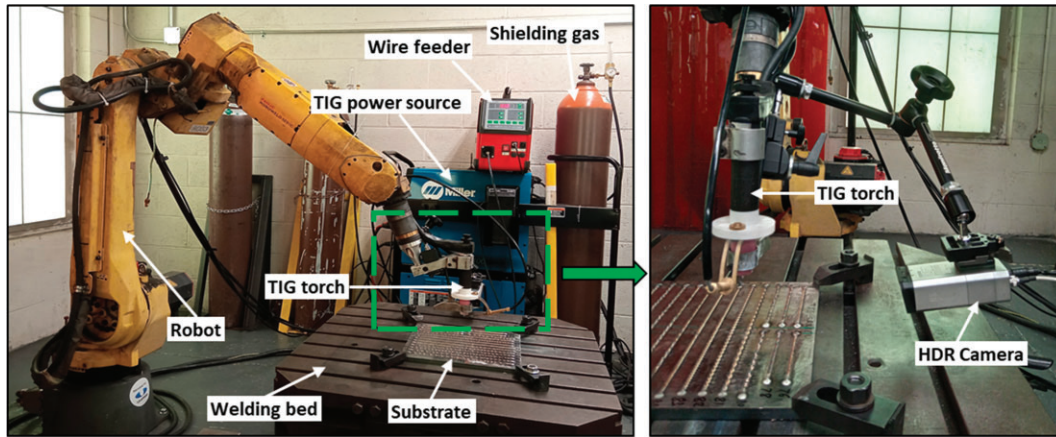 Wire feeder
Shielding gas
TIG power source
Miller
TIG torch
Robot
Welding bed
Substrate
TIG torch
HDR Camera